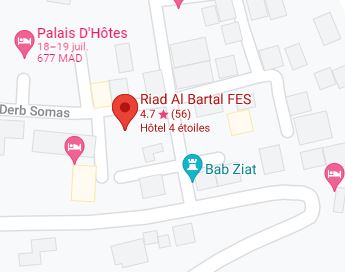 Palais D'Hôtes
18–19 juil.
677 MAD
Derb Somas
Riad Al Bartal FES
4.7 ★ (56)
Hôtel 4 étoiles
Bab Ziat